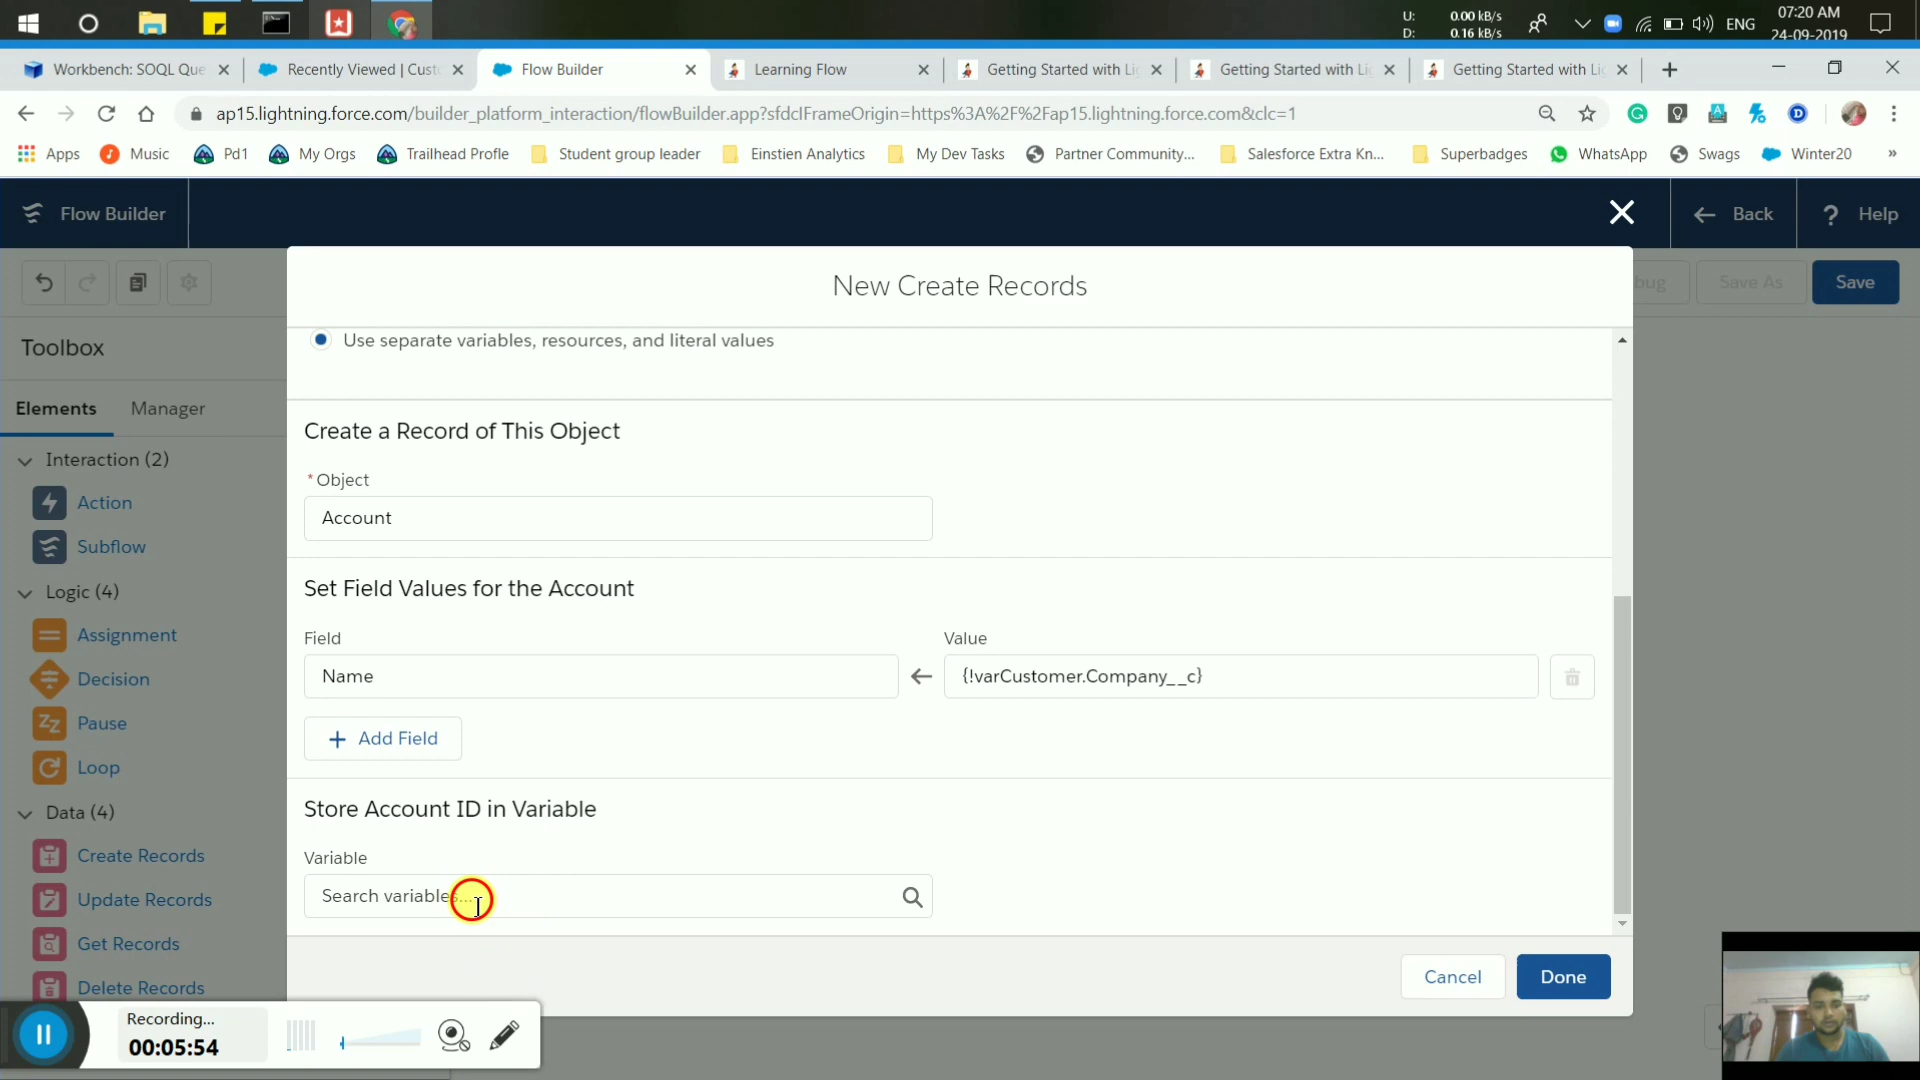 U: 0.00 kB/s
D: 0.16 kB/s
ENG
07:20 AM
24-09-2019
Workbench: SOQL Que
Recently Viewed | Cust
Flow Builder
Learning Flow
Getting Started with Lig
Getting Started with Lig
Getting Started with Lig
ap15.lightning.force.com/builder_platform_interaction/flowBuilder.app?sfdcIFrameOrigin=https%3A%2F%2Fap15.lightning.force.com&clc=1
Apps
Music
Pd1
My Orgs
Trailhead Profle
Student group leader
Einstien Analytics
My Dev Tasks
Partner Community...
Salesforce Extra Kn...
Superbadges
WhatsApp
Swags
Winter20
»
Flow Builder
Back
? Help
bug
Save As
Save
Toolbox
Elements
Manager
Interaction (2)
Action
Subflow
Logic (4)
Assignment
Decision
Pause
Loop
Data (4)
Create Records
Update Records
Get Records
Delete Records
New Create Records
Use separate variables, resources, and literal values
Create a Record of This Object
* Object
Account
Set Field Values for the Account
Field
Value
Name
{!varCustomer.Company__c}
+ Add Field
Store Account ID in Variable
Variable
Search variables...
Cancel
Done
Recording...
00:05:54